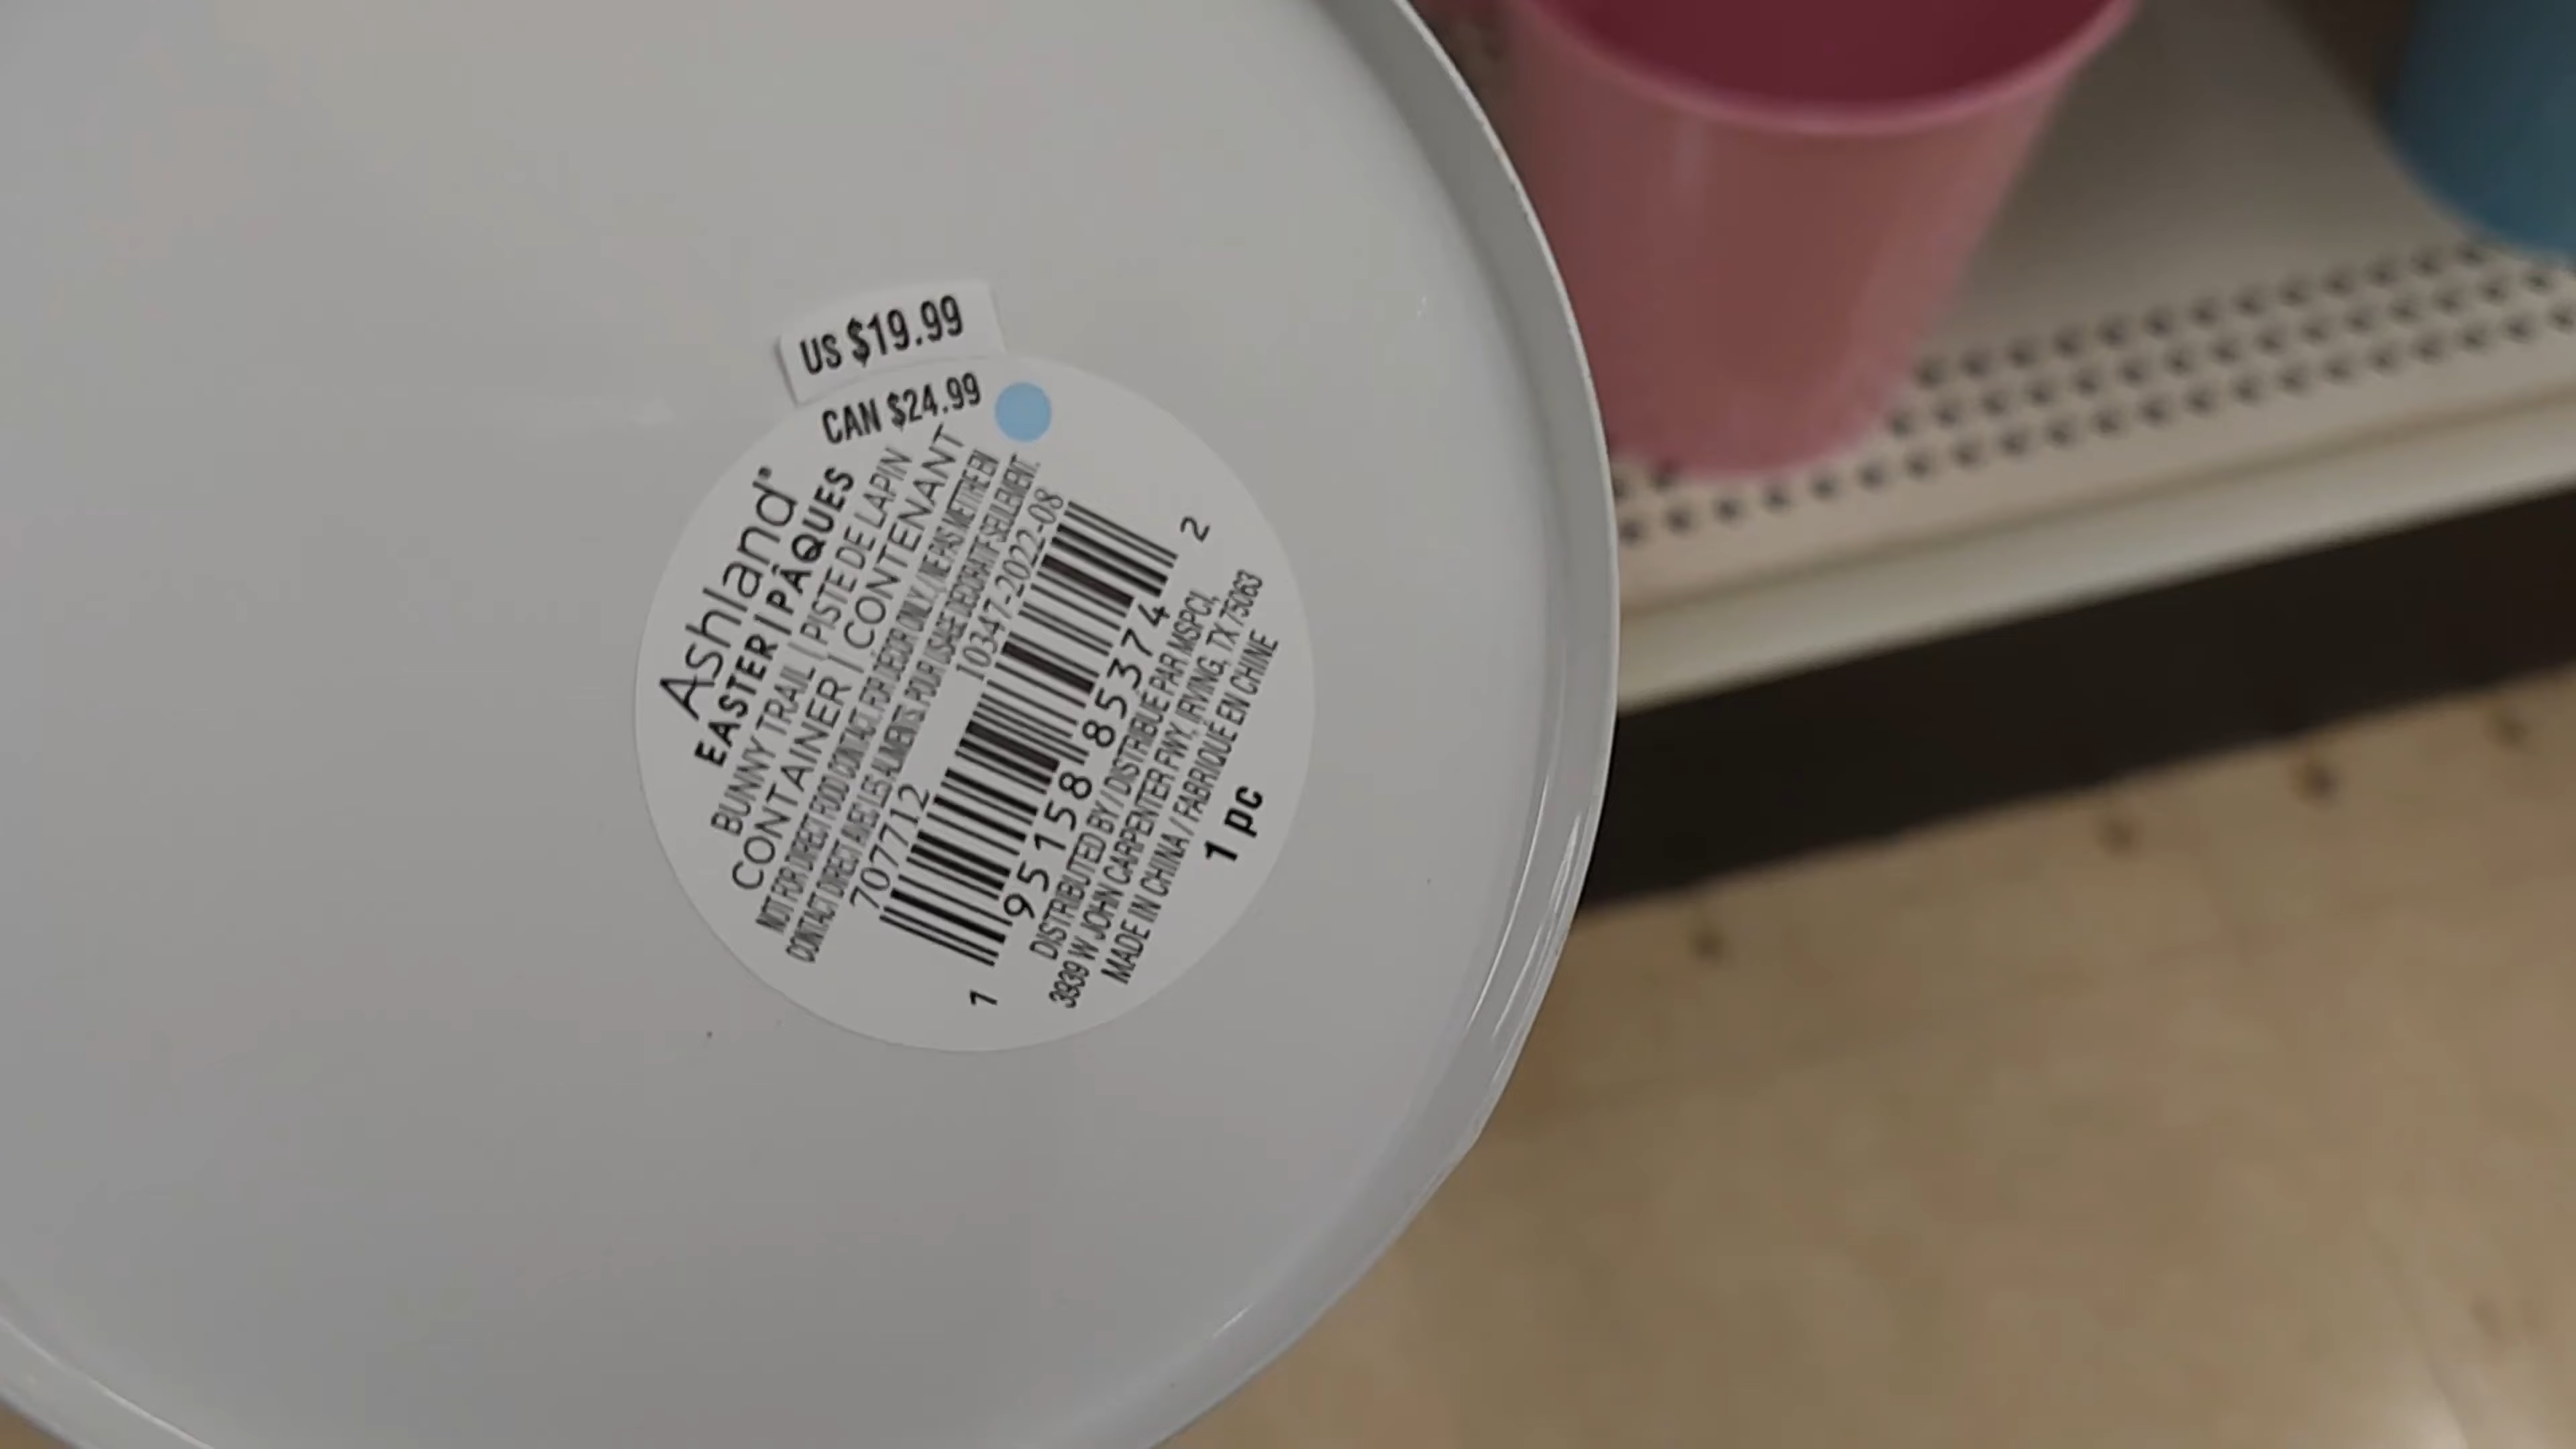 US $19.99
CAN $24.99
Ashland®
EASTER | PÂQUES
BUNNY TRAIL | PISTE DE LAPIN
CONTAINER | CONTENANT
NOT FOR DIRECT FOOD CONTACT. FOR DÉCOR ONLY. / NE PAS METTRE EN
CONTACT DIRECT AVEC LES ALIMENTS. POUR USAGE DÉCORATIF SEULEMENT.
707712 10347-2022-08
1 95158 85374 2
DISTRIBUTED BY / DISTRIBUÉ PAR MSPCI,
3939 W JOHN CARPENTER FWY, IRVING, TX 75063
MADE IN CHINA / FABRIQUÉ EN CHINE
1 pc